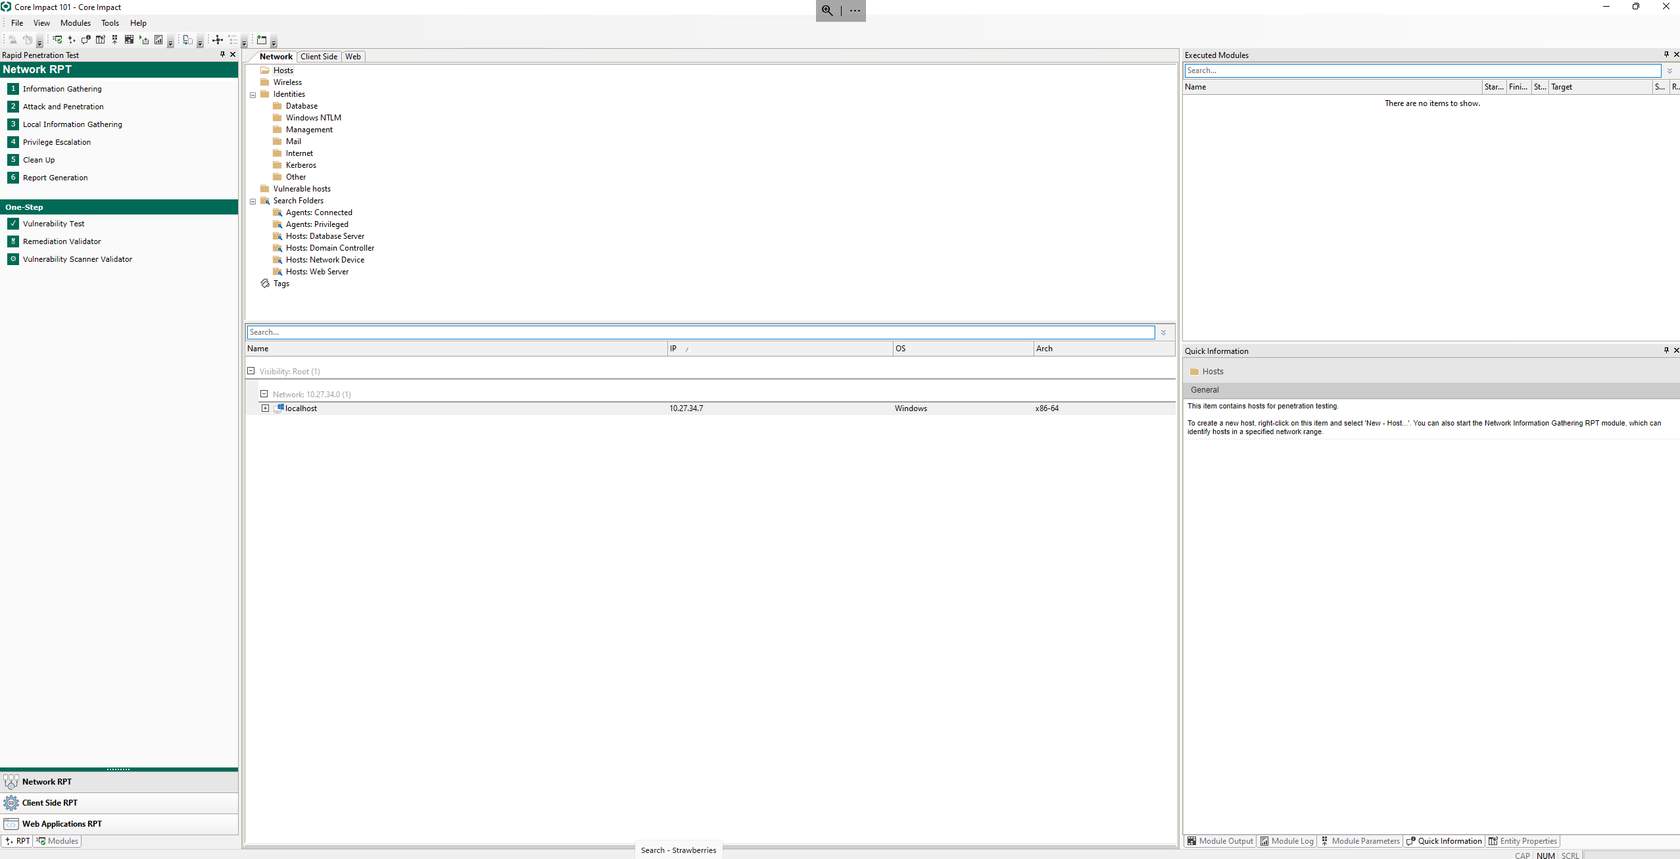 Core Impact 101 - Core Impact
File View Modules Tools Help
Rapid Penetration Test
Network RPT
1 Information Gathering
2 Attack and Penetration
3 Local Information Gathering
4 Privilege Escalation
5 Clean Up
6 Report Generation
One-Step
Vulnerability Test
Remediation Validator
Vulnerability Scanner Validator
Network RPT
Client Side RPT
Web Applications RPT
RPT Modules
Network Client Side Web
Hosts
Wireless
Identities
Database
Windows NTLM
Management
Mail
Internet
Kerberos
Other
Vulnerable hosts
Search Folders
Agents: Connected
Agents: Privileged
Hosts: Database Server
Hosts: Domain Controller
Hosts: Network Device
Hosts: Web Server
Tags
Search...
Name IP OS Arch
Visibility: Root (1)
Network: 10.27.34.0 (1)
localhost 10.27.34.7 Windows x86-64
Search - Strawberries
Executed Modules
Search...
Name Star... Fini... St... Target S... R...
There are no items to show.
Quick Information
Hosts
General
This item contains hosts for penetration testing.
To create a new host, right-click on this item and select 'New - Host...'. You can also start the Network Information Gathering RPT module, which can
identify hosts in a specified network range.
Module Output Module Log Module Parameters Quick Information Entity Properties
CAP NUM SCRL